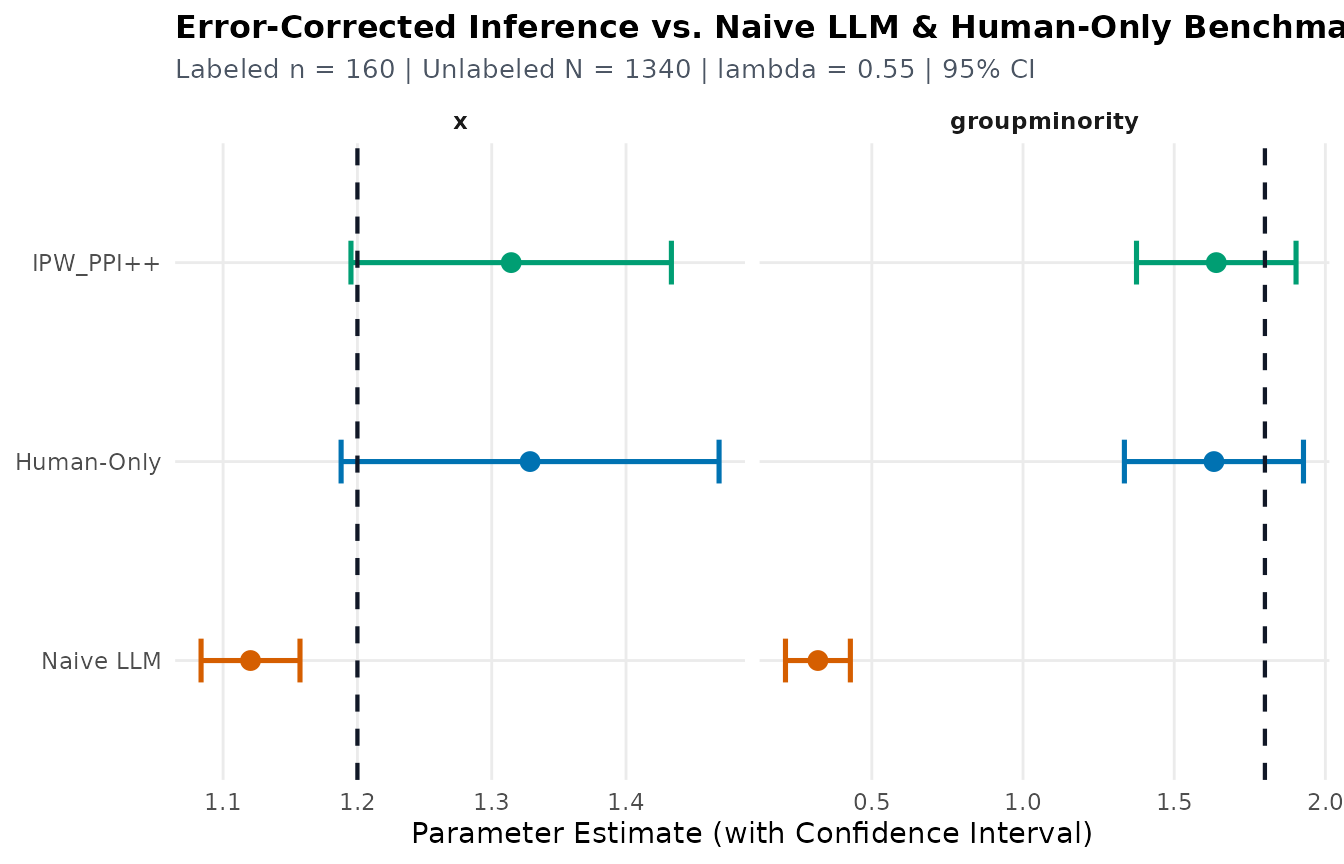 Error-Corrected Inference vs. Naive LLM & Human-Only Benchma
Labeled n = 160 | Unlabeled N = 1340 | lambda = 0.55 | 95% CI
x groupminority
IPW_PPI++
Human-Only
Naive LLM
1.1 1.2 1.3 1.4 0.5 1.0 1.5 2.0
Parameter Estimate (with Confidence Interval)